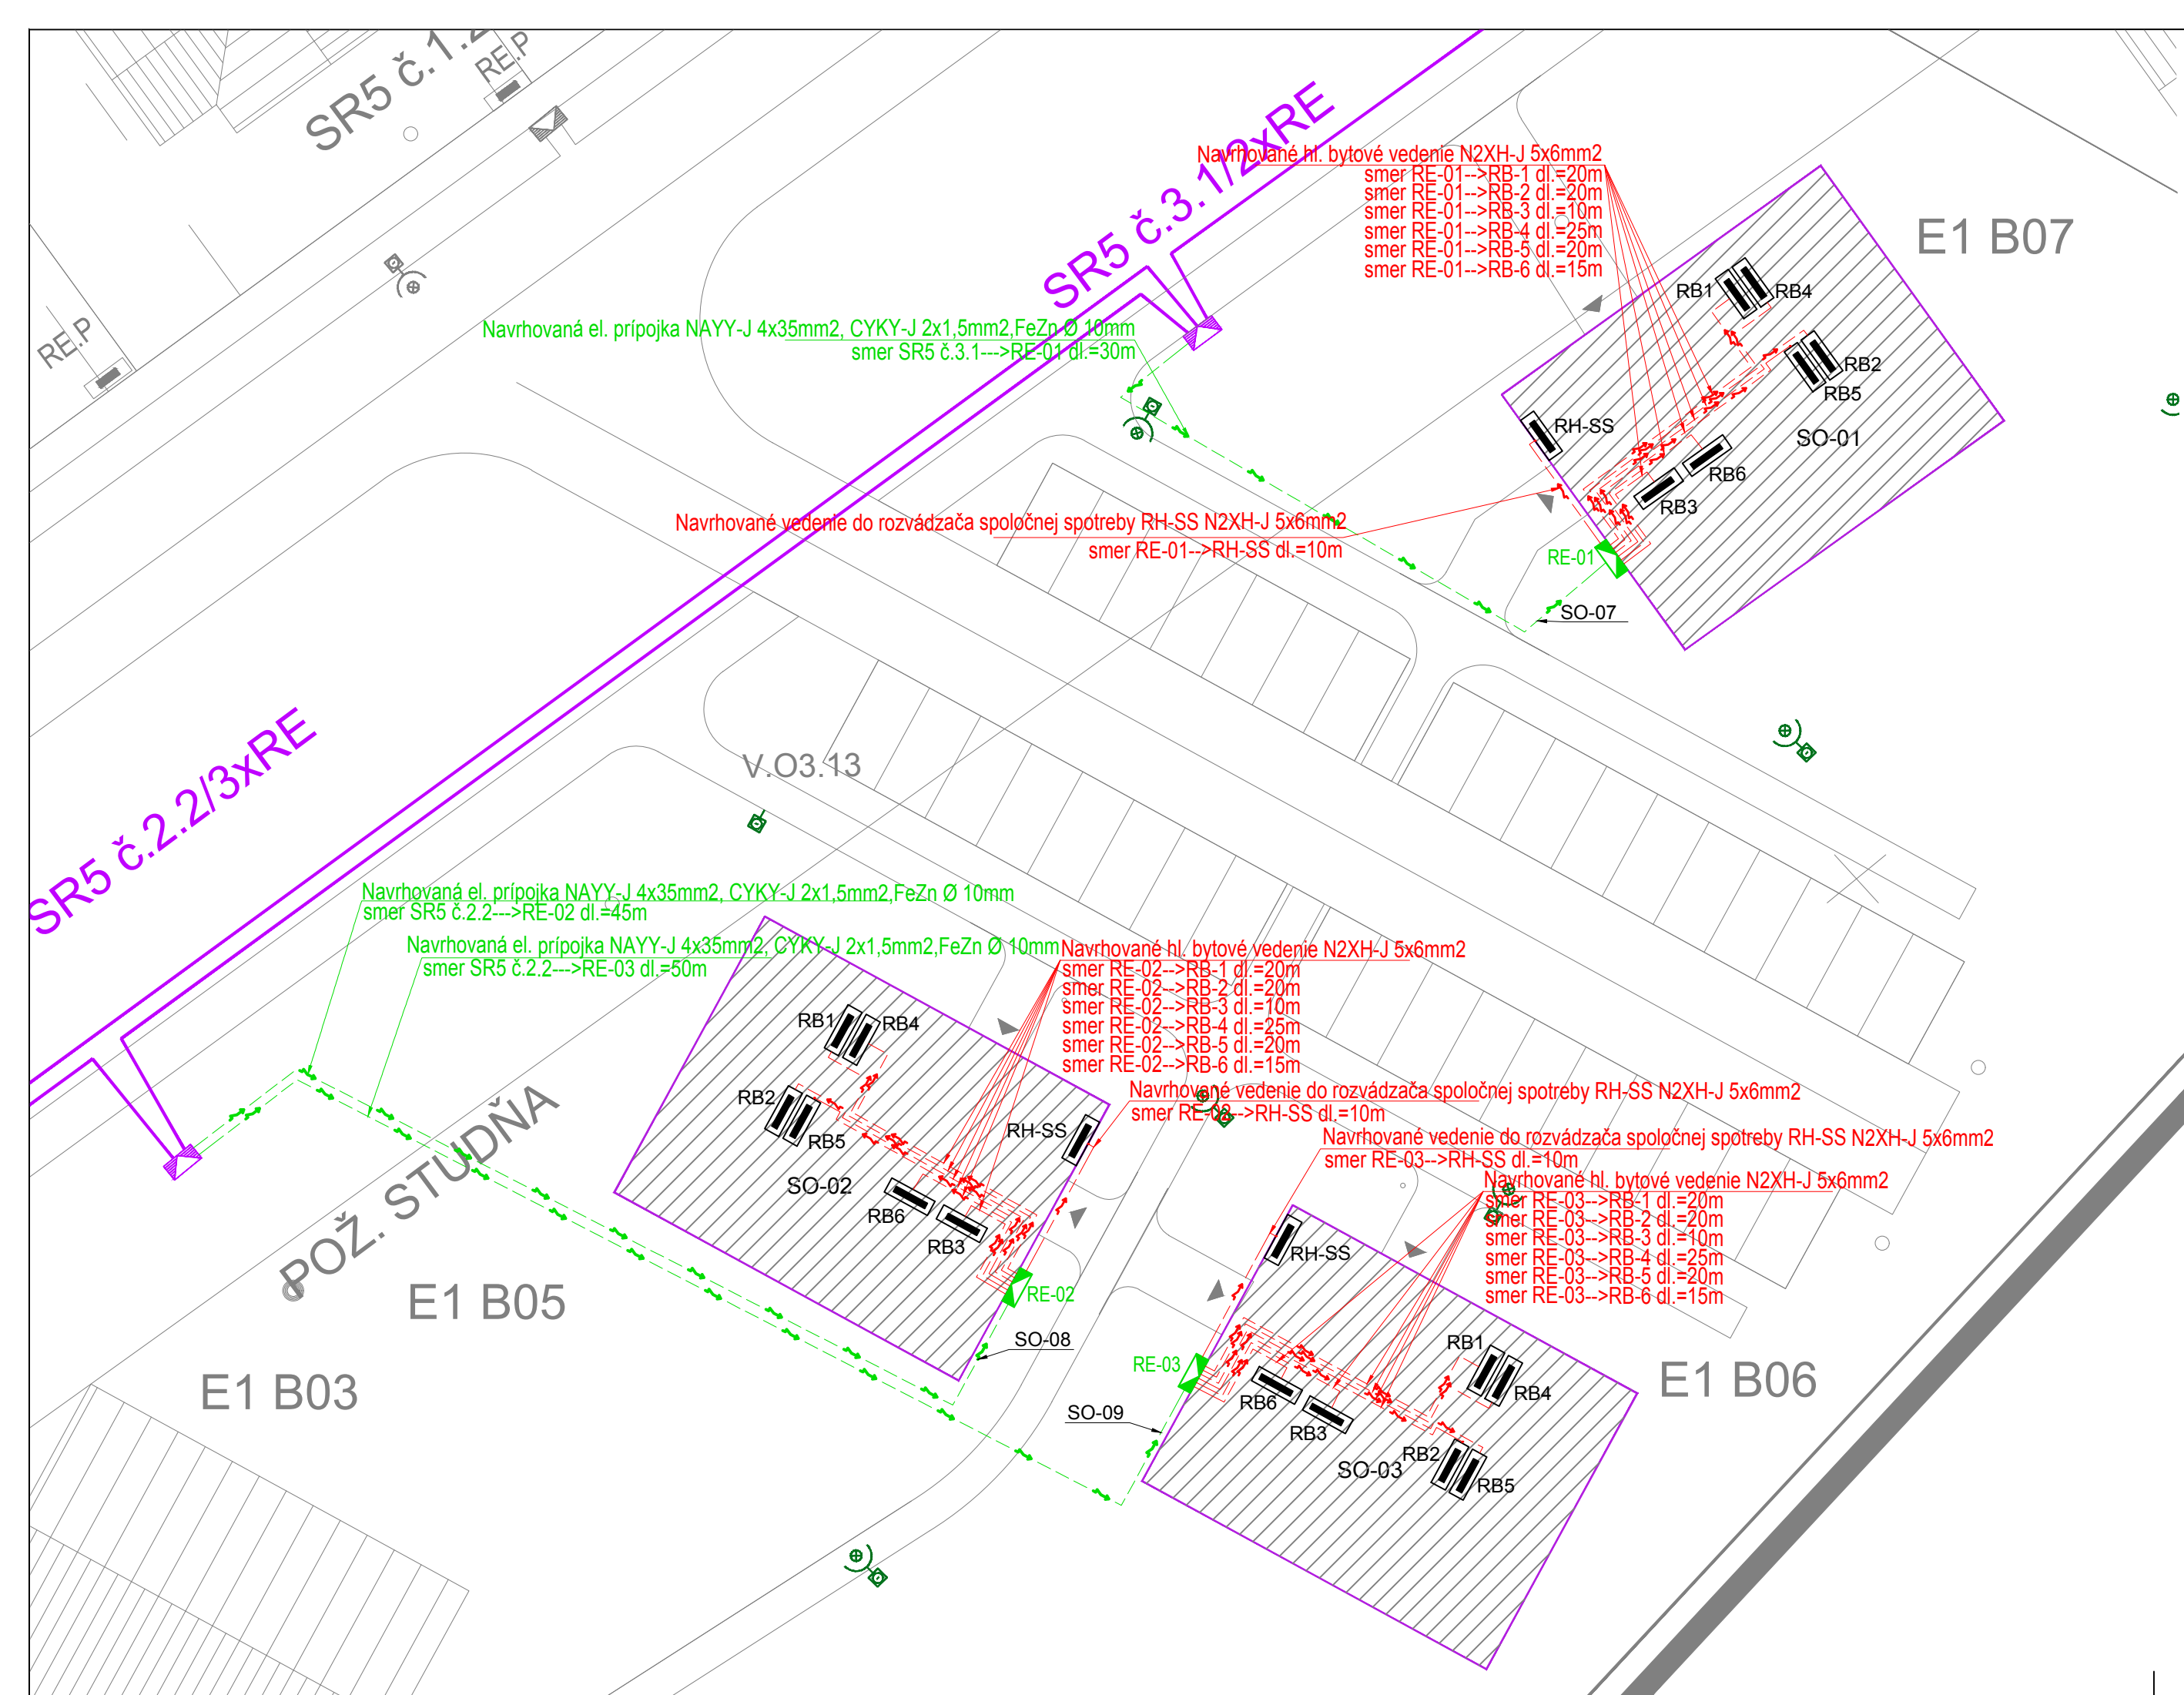 SR5 č.1.2
RE.P
RE.P
SR5 č.3.1/2xRE
Navrhované hl. bytové vedenie N2XH-J 5x6mm2
smer RE-01-->RB-1 dl.=20m
smer RE-01-->RB-2 dl.=20m
smer RE-01-->RB-3 dl.=10m
smer RE-01-->RB-4 dl.=25m
smer RE-01-->RB-5 dl.=20m
smer RE-01-->RB-6 dl.=15m
E1 B07
RB1
RB4
RB2
RB5
RH-SS
SO-01
RB6
RB3
Navrhovaná el. prípojka NAYY-J 4x35mm2, CYKY-J 2x1,5mm2,FeZn Ø 10mm
smer SR5 č.3.1--->RE-01 dl.=30m
Navrhované vedenie do rozvádzača spoločnej spotreby RH-SS N2XH-J 5x6mm2
smer RE-01-->RH-SS dl.=10m
RE-01
SO-07
V.O3.13
SR5 č.2.2/3xRE
Navrhovaná el. prípojka NAYY-J 4x35mm2, CYKY-J 2x1,5mm2,FeZn Ø 10mm
smer SR5 č.2.2--->RE-02 dl.=45m
Navrhovaná el. prípojka NAYY-J 4x35mm2, CYKY-J 2x1,5mm2,FeZn Ø 10mm
smer SR5 č.2.2--->RE-03 dl.=50m
Navrhované hl. bytové vedenie N2XH-J 5x6mm2
smer RE-02-->RB-1 dl.=20m
smer RE-02-->RB-2 dl.=20m
smer RE-02-->RB-3 dl.=10m
smer RE-02-->RB-4 dl.=25m
smer RE-02-->RB-5 dl.=20m
smer RE-02-->RB-6 dl.=15m
Navrhované vedenie do rozvádzača spoločnej spotreby RH-SS N2XH-J 5x6mm2
smer RE-02-->RH-SS dl.=10m
Navrhované vedenie do rozvádzača spoločnej spotreby RH-SS N2XH-J 5x6mm2
smer RE-03-->RH-SS dl.=10m
Navrhované hl. bytové vedenie N2XH-J 5x6mm2
smer RE-03-->RB-1 dl.=20m
smer RE-03-->RB-2 dl.=20m
smer RE-03-->RB-3 dl.=10m
smer RE-03-->RB-4 dl.=25m
smer RE-03-->RB-5 dl.=20m
smer RE-03-->RB-6 dl.=15m
RB1
RB4
RB2
RB5
RH-SS
SO-02
RB6
RB3
RE-02
SO-08
POŽ. STUDŇA
E1 B05
E1 B03
RH-SS
RE-03
SO-09
RB1
RB4
RB6
RB3
RB2
RB5
SO-03
E1 B06